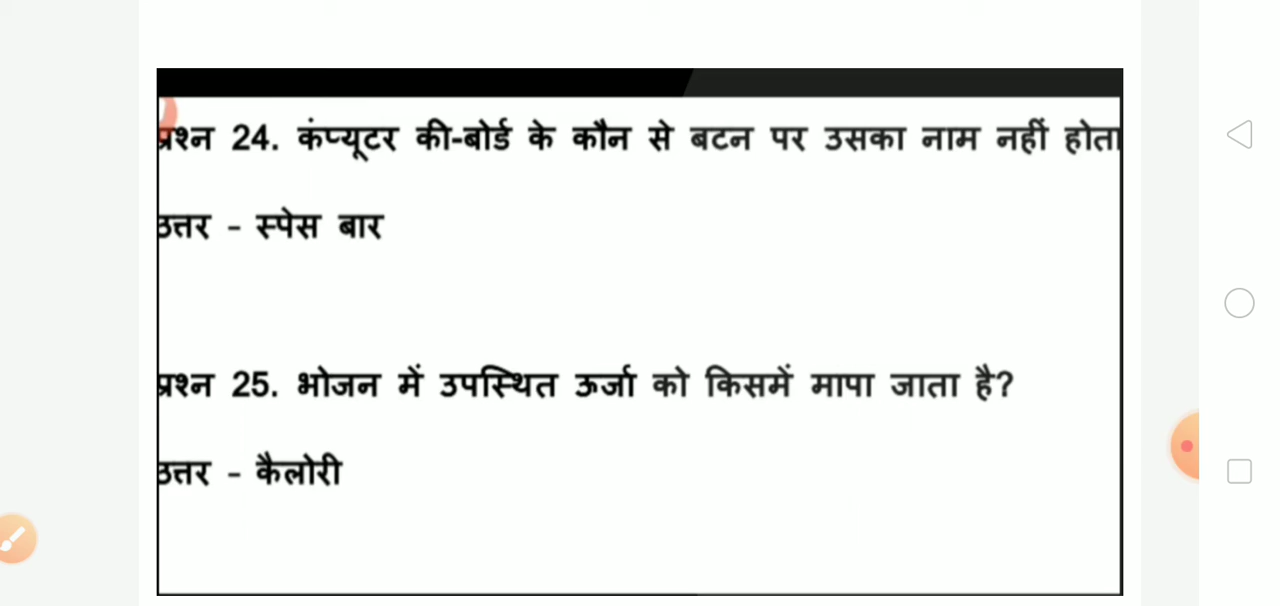 प्रश्न 24. कंप्यूटर की-बोर्ड के कौन से बटन पर उसका नाम नहीं होता
उत्तर - स्पेस बार
प्रश्न 25. भोजन में उपस्थित ऊर्जा को किसमें मापा जाता है?
उत्तर - कैलोरी